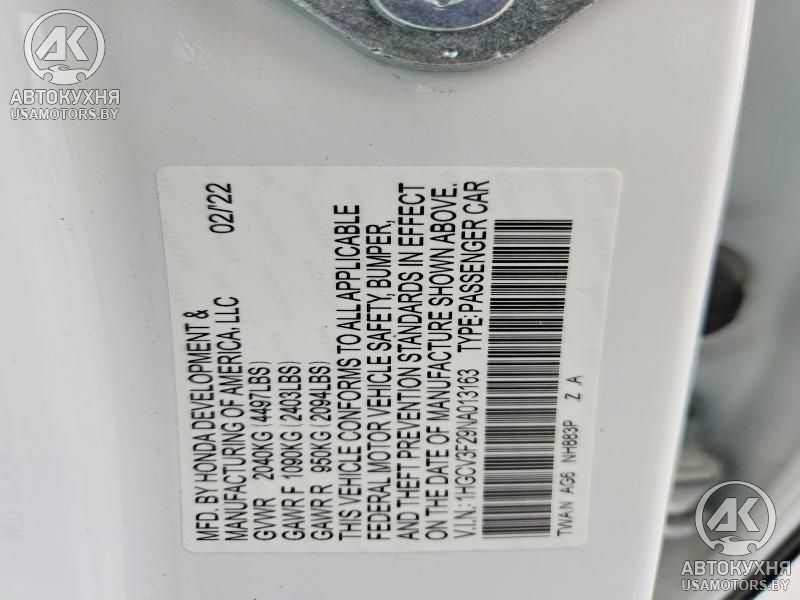 AK
АВТОКУХНЯ
USAMOTORS.BY
MFD. BY HONDA DEVELOPMENT & 02/'22
MANUFACTURING OF AMERICA, LLC
GVWR 2040KG (4497LBS)
GAWR F 1090KG (2403LBS)
GAWR R 950KG (2094LBS)
THIS VEHICLE CONFORMS TO ALL APPLICABLE
FEDERAL MOTOR VEHICLE SAFETY, BUMPER,
AND THEFT PREVENTION STANDARDS IN EFFECT
ON THE DATE OF MANUFACTURE SHOWN ABOVE.
V.I.N.: 1HGCV3F29NA013163 TYPE: PASSENGER CAR
TWAN AG6 NH883P Z A
AK
АВТОКУХНЯ
USAMOTORS.BY